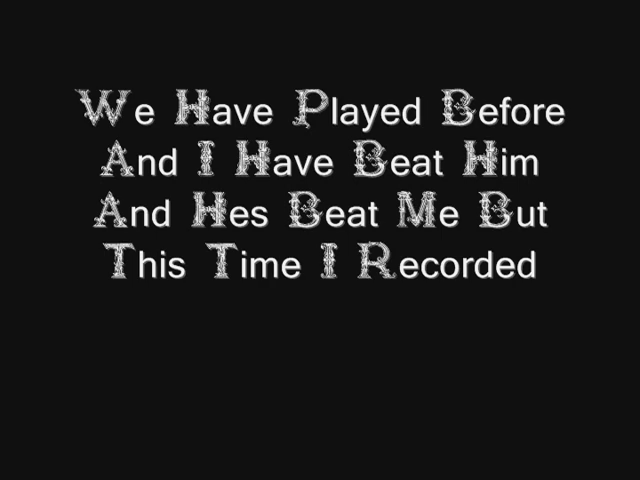 We Have Played Before
And I Have Beat Him
And Hes Beat Me But
This Time I Recorded